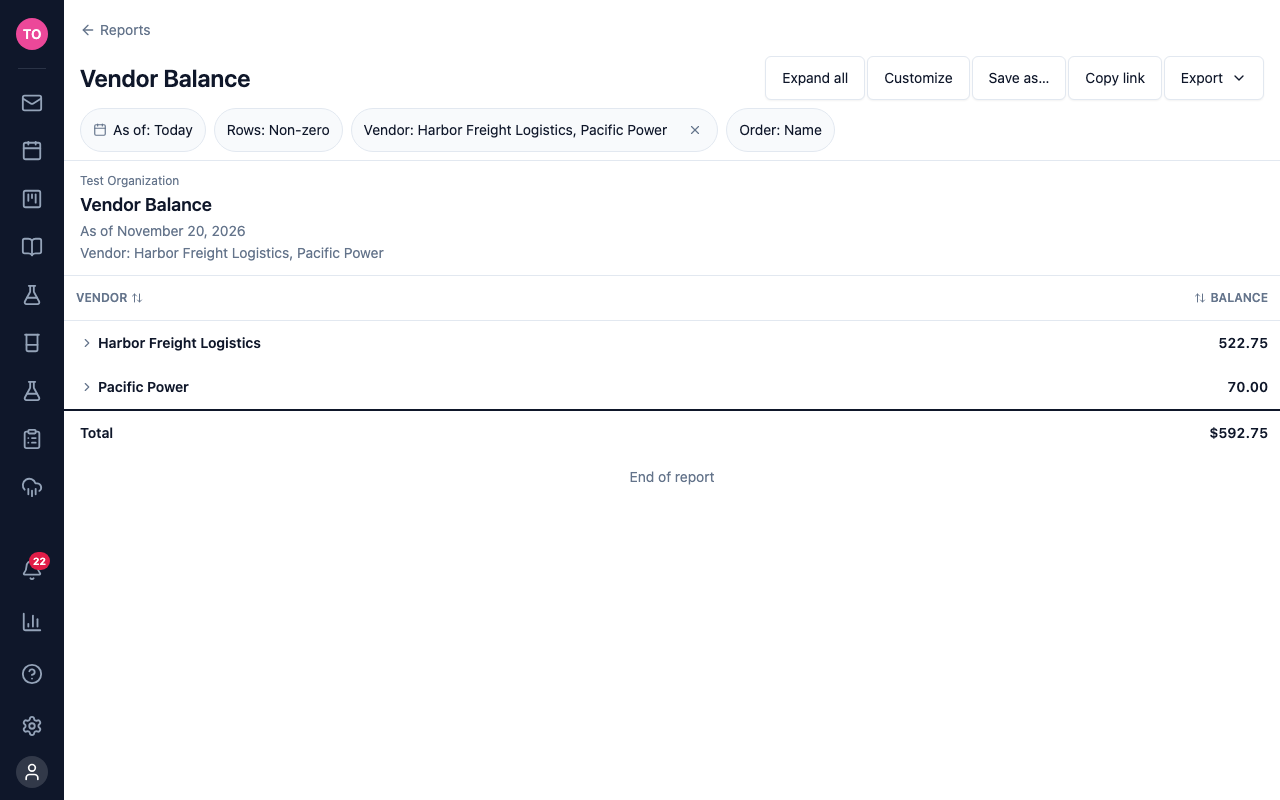 TO
Reports
Vendor Balance
Expand all
Customize
Save as...
Copy link
Export
As of: Today
Rows: Non-zero
Vendor: Harbor Freight Logistics, Pacific Power
Order: Name
Test Organization
Vendor Balance
As of November 20, 2026
Vendor: Harbor Freight Logistics, Pacific Power
VENDOR BALANCE
Harbor Freight Logistics 522.75
Pacific Power 70.00
Total $592.75
End of report
22